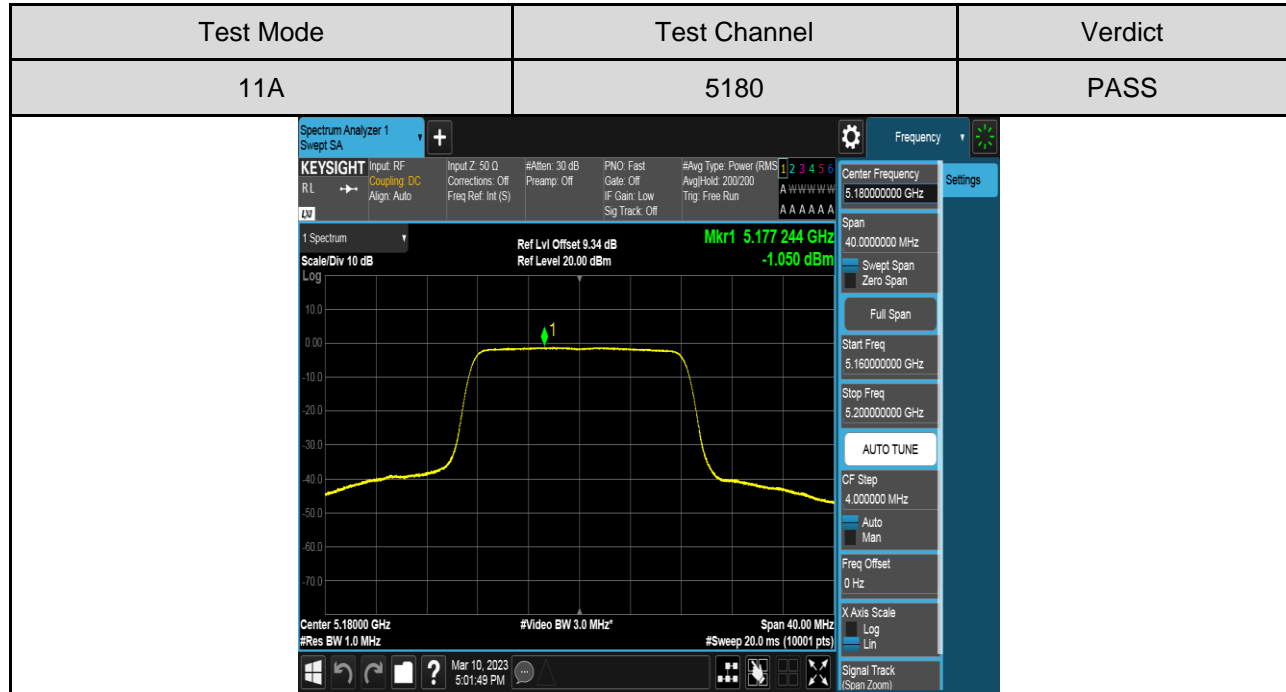 Test Mode Test Channel Verdict
11A 5180 PASS
Spectrum Analyzer 1
Swept SA
+
Frequency
KEYSIGHT
RL
LXI
Input: RF
Coupling: DC
Align: Auto
Input Z: 50 Ω
Corrections: Off
Freq Ref: Int (S)
#Atten: 30 dB
Preamp: Off
PNO: Fast
Gate: Off
IF Gain: Low
Sig Track: Off
#Avg Type: Power (RMS
Avg|Hold: 200/200
Trig: Free Run
1 2 3 4 5 6
A W W W W W
A A A A A A
1 Spectrum
Scale/Div 10 dB
Log
Ref Lvl Offset 9.34 dB
Ref Level 20.00 dBm
Mkr1 5.177 244 GHz
-1.050 dBm
10.0
0.00
-10.0
-20.0
-30.0
-40.0
-50.0
-60.0
-70.0
1
Center 5.18000 GHz
#Res BW 1.0 MHz
#Video BW 3.0 MHz*
Span 40.00 MHz
#Sweep 20.0 ms (10001 pts)
?
Mar 10, 2023
5:01:49 PM
Center Frequency
5.180000000 GHz
Settings
Span
40.0000000 MHz
Swept Span
Zero Span
Full Span
Start Freq
5.160000000 GHz
Stop Freq
5.200000000 GHz
AUTO TUNE
CF Step
4.000000 MHz
Auto
Man
Freq Offset
0 Hz
X Axis Scale
Log
Lin
Signal Track
(Span Zoom)